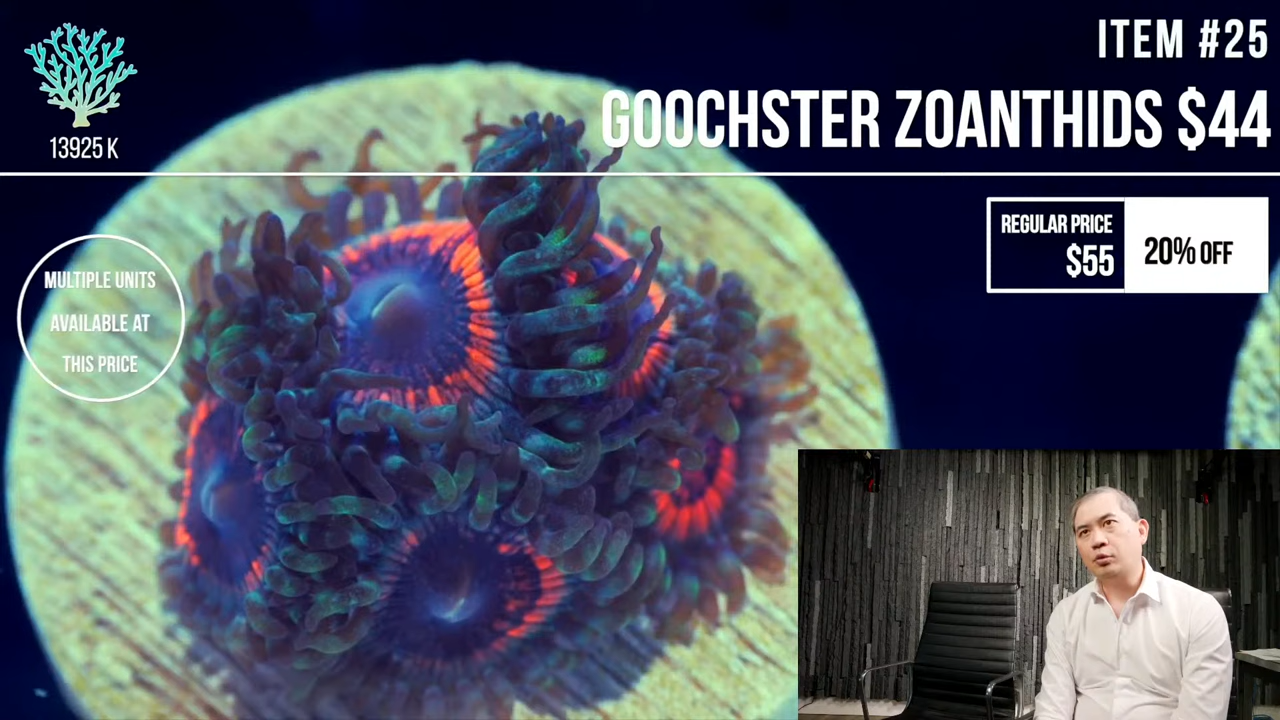 ITEM #25
GOOCHSTER ZOANTHIDS $44
13925 K
REGULAR PRICE
$55
20% OFF
MULTIPLE UNITS
AVAILABLE AT
THIS PRICE